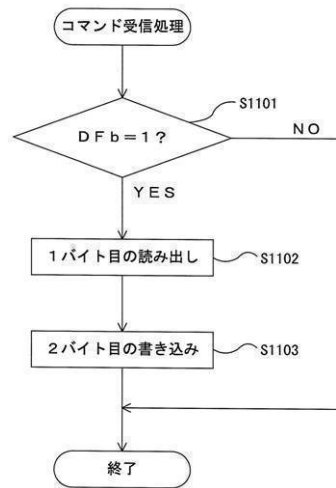 コマンド受信処理
S1101
DFb=1?
NO
YES
1バイト目の読み出し
S1102
2バイト目の書き込み
S1103
終了